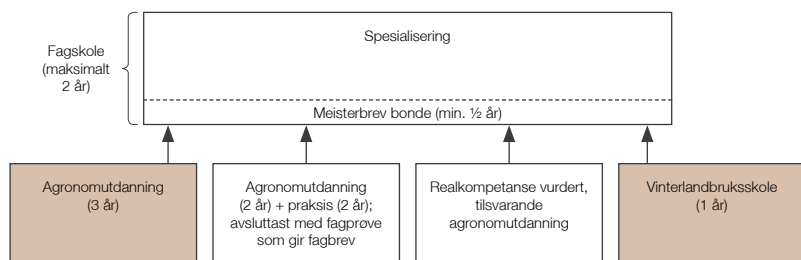 Spesialisering
Fagskole
(maksimalt
2 år)
Meisterbrev bonde (min. ½ år)
Agronomutdanning
(3 år)
Agronomutdanning
(2 år) + praksis (2 år);
avsluttast med fagprøve
som gir fagbrev
Realkompetanse vurdert,
tilsvarande
agronomutdanning
Vinterlandbruksskole
(1 år)